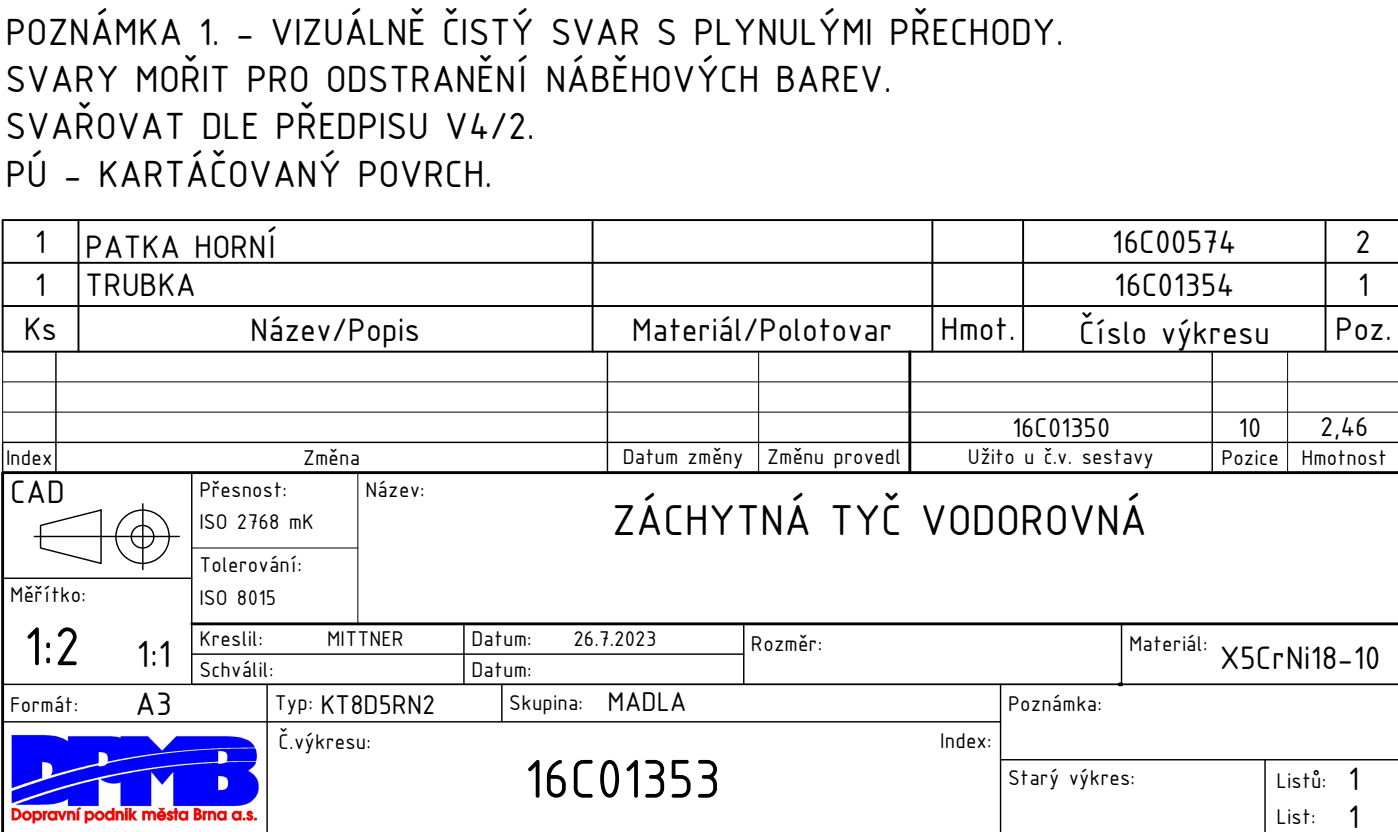 POZNÁMKA 1. - VIZUÁLNĚ ČISTÝ SVAR S PLYNULÝMI PŘECHODY.
SVARY MOŘIT PRO ODSTRANĚNÍ NÁBĚHOVÝCH BAREV.
SVAŘOVAT DLE PŘEDPISU V4/2.
PÚ - KARTÁČOVANÝ POVRCH.
1 PATKA HORNÍ 16C00574 2
1 TRUBKA 16C01354 1
Ks Název/Popis Materiál/Polotovar Hmot. Číslo výkresu Poz.
16C01350 10 2,46
Index Změna Datum změny Změnu provedl Užito u č.v. sestavy Pozice Hmotnost
CAD Přesnost: Název:
ISO 2768 mK ZÁCHYTNÁ TYČ VODOROVNÁ
Tolerování:
Měřítko: ISO 8015
1:2 1:1 Kreslil: MITTNER Datum: 26.7.2023 Rozměr: Materiál: X5CrNi18-10
Schválil: Datum:
Formát: A3 Typ: KT8D5RN2 Skupina: MADLA Poznámka:
DPMB Č.výkresu: Index:
16C01353 Starý výkres: Listů: 1
Dopravní podnik města Brna a.s. List: 1